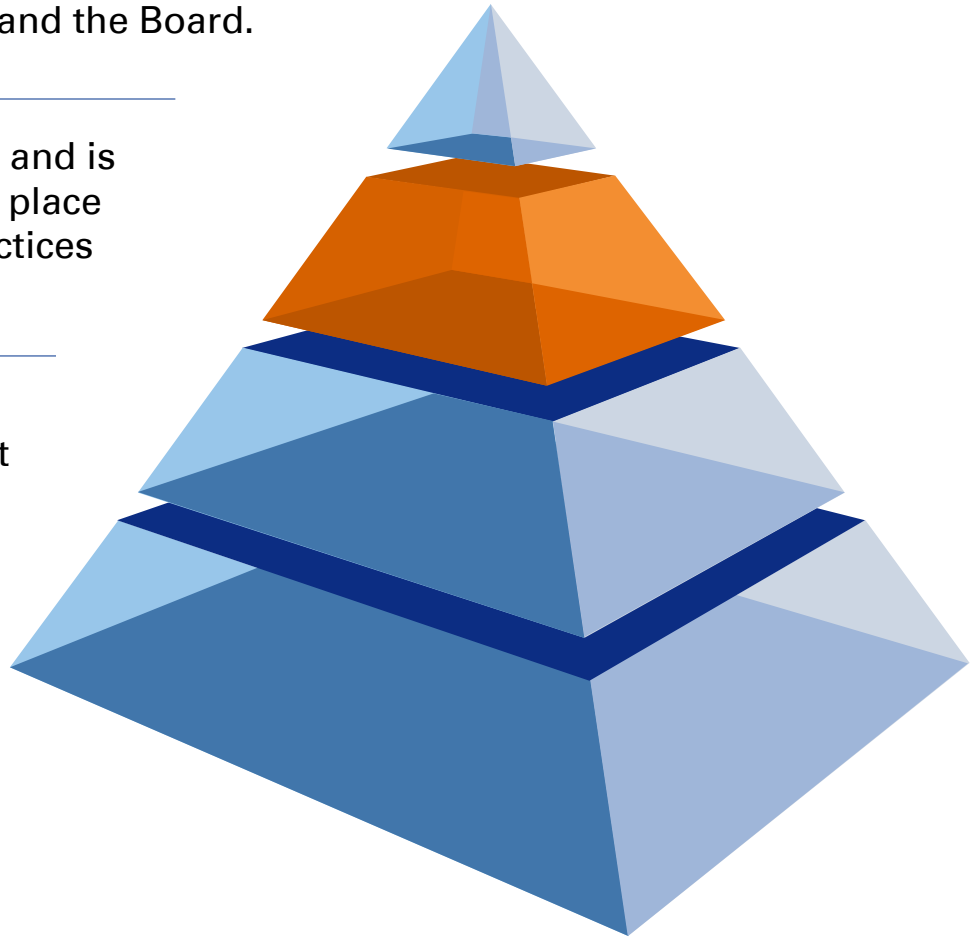 and the Board.
and is
place
ctices
t